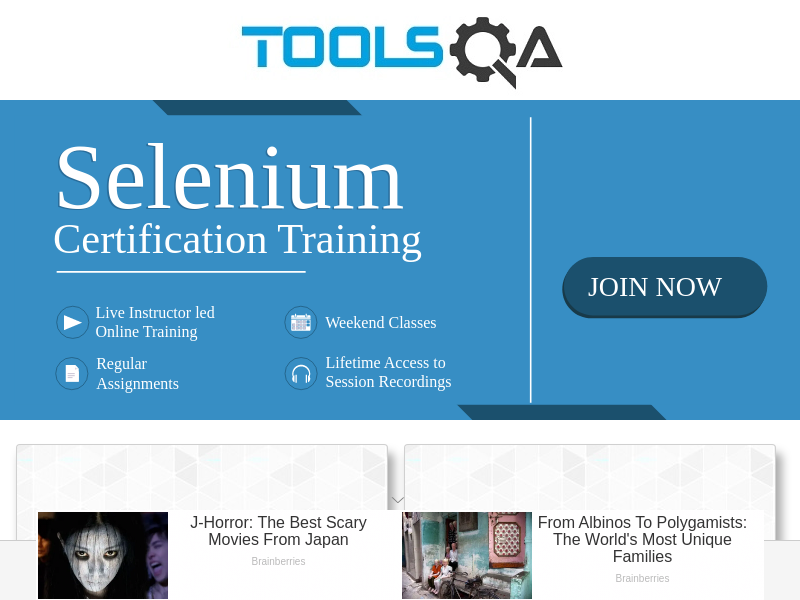 TOOLSQA
Selenium
Certification Training
Live Instructor led
Online Training
Weekend Classes
Regular
Assignments
Lifetime Access to
Session Recordings
JOIN NOW
J-Horror: The Best Scary
Movies From Japan
Brainberries
From Albinos To Polygamists:
The World's Most Unique
Families
Brainberries